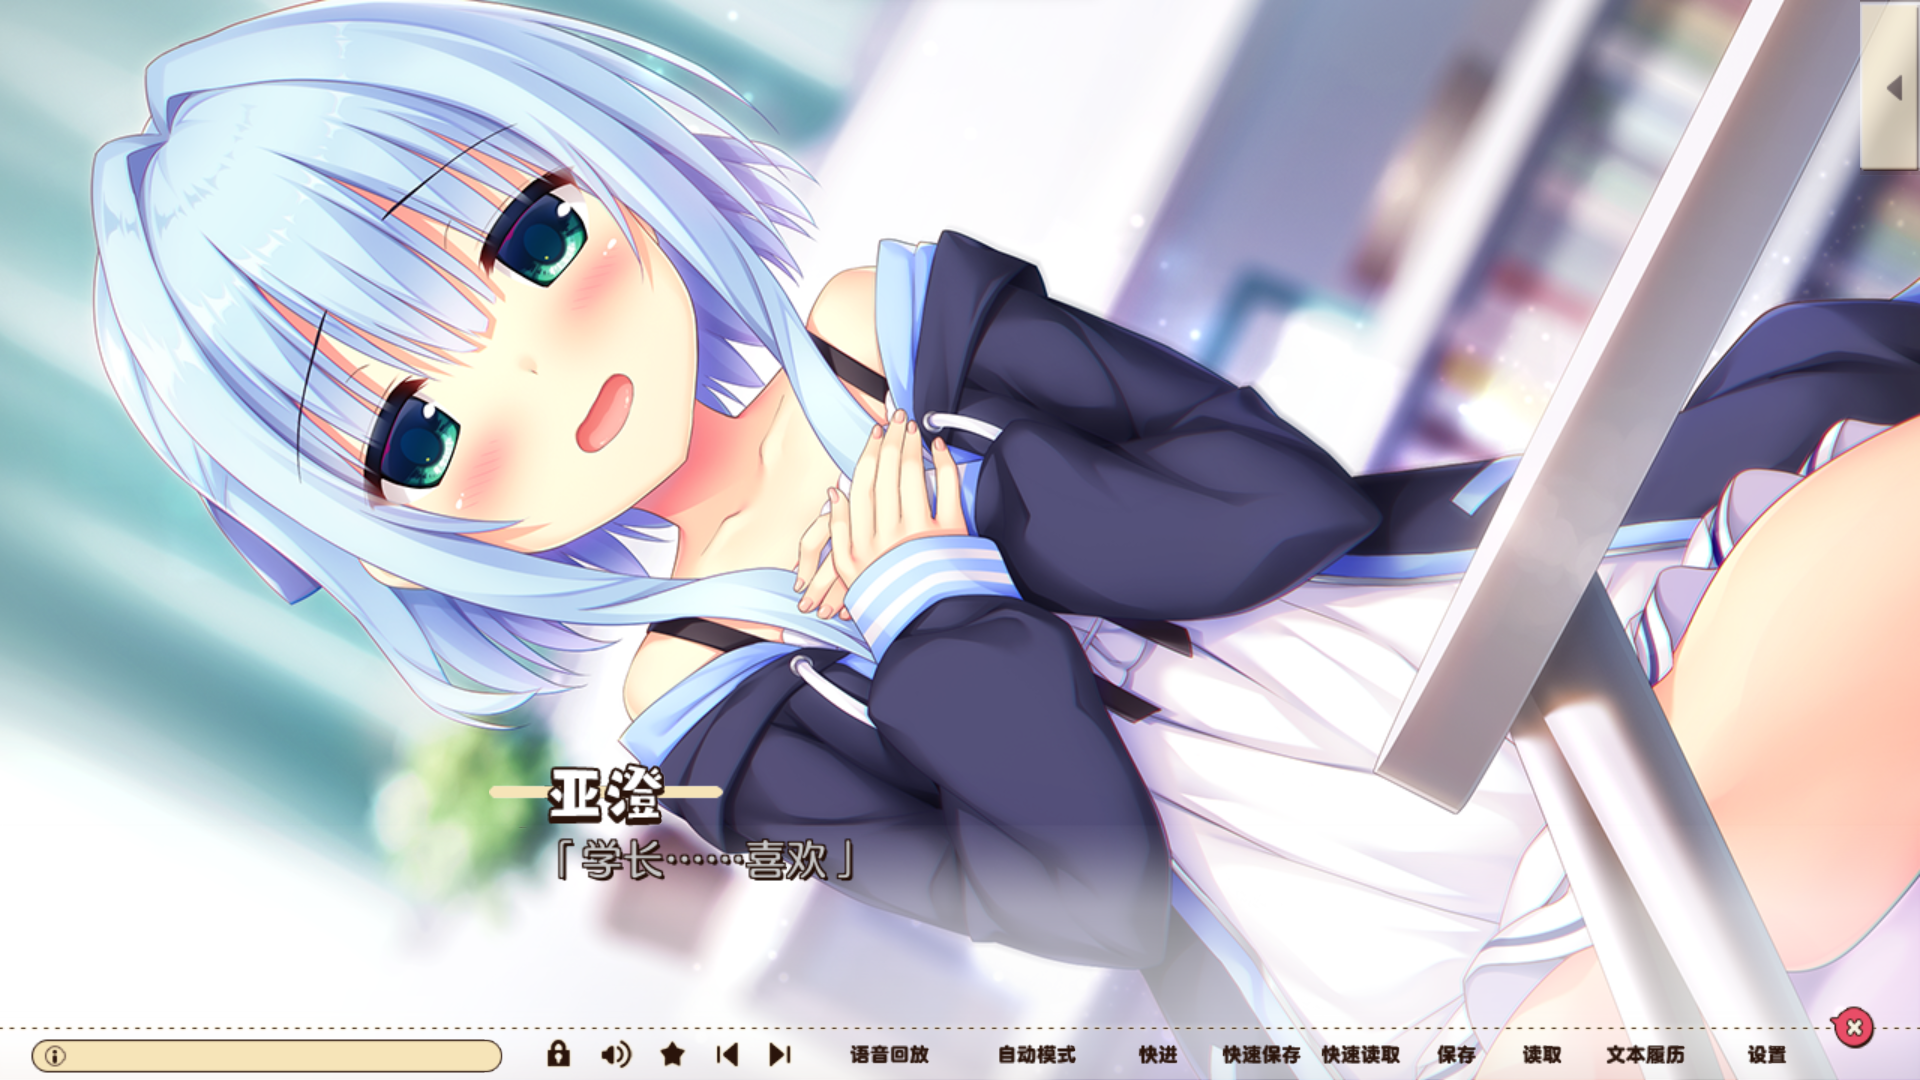 亚澄
「学长……喜欢」
语音回放 自动模式 快进 快速保存 快速读取 保存 读取 文本履历 设置